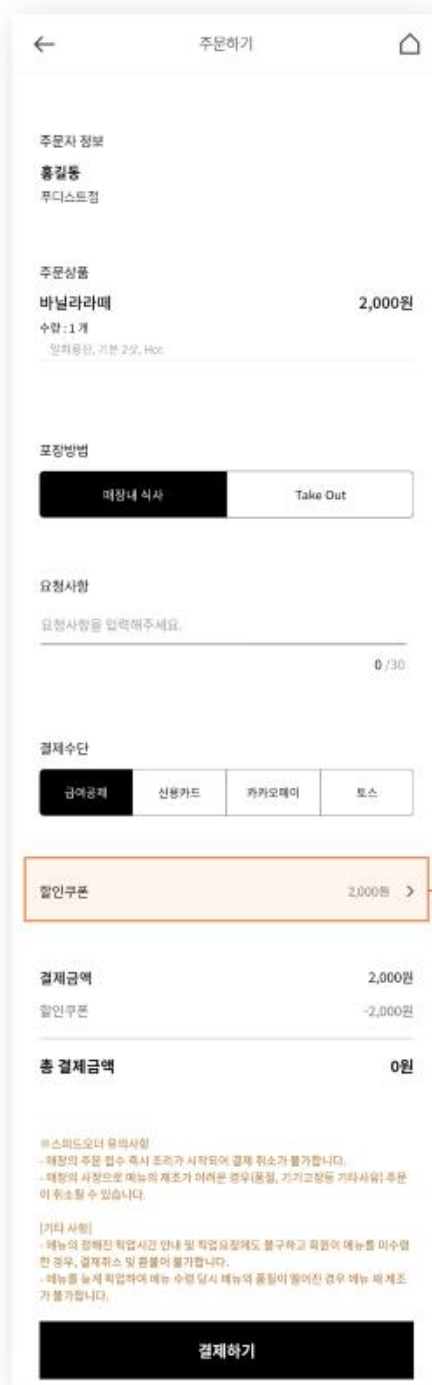 주문하기
주문자 정보
홍길동
푸디스트점
주문상품
바닐라라떼 2,000원
수량 : 1 개
일회용잔, 기본 2샷, Hot
포장방법
매장내 식사 Take Out
요청사항
요청사항을 입력해주세요.
0 /30
결제수단
급여공제 신용카드 카카오페이 토스
할인쿠폰 2,000원
결제금액 2,000원
할인쿠폰 -2,000원
총 결제금액 0원
※스피드오더 유의사항
- 매장의 주문 접수 즉시 조리가 시작되어 결제 취소가 불가합니다.
- 매장의 사정으로 메뉴의 제조가 어려운 경우(품절, 기기고장등 기타사유) 주문
이 취소될 수 있습니다.
[기타 사항]
- 메뉴의 정해진 픽업시간 안내 및 픽업요청에도 불구하고 회원이 메뉴를 미수령
한 경우, 결제취소 및 환불이 불가합니다.
- 메뉴를 늦게 픽업하여 메뉴 수령 당시 메뉴의 품질이 떨어진 경우 메뉴 재 제조
가 불가합니다.
결제하기